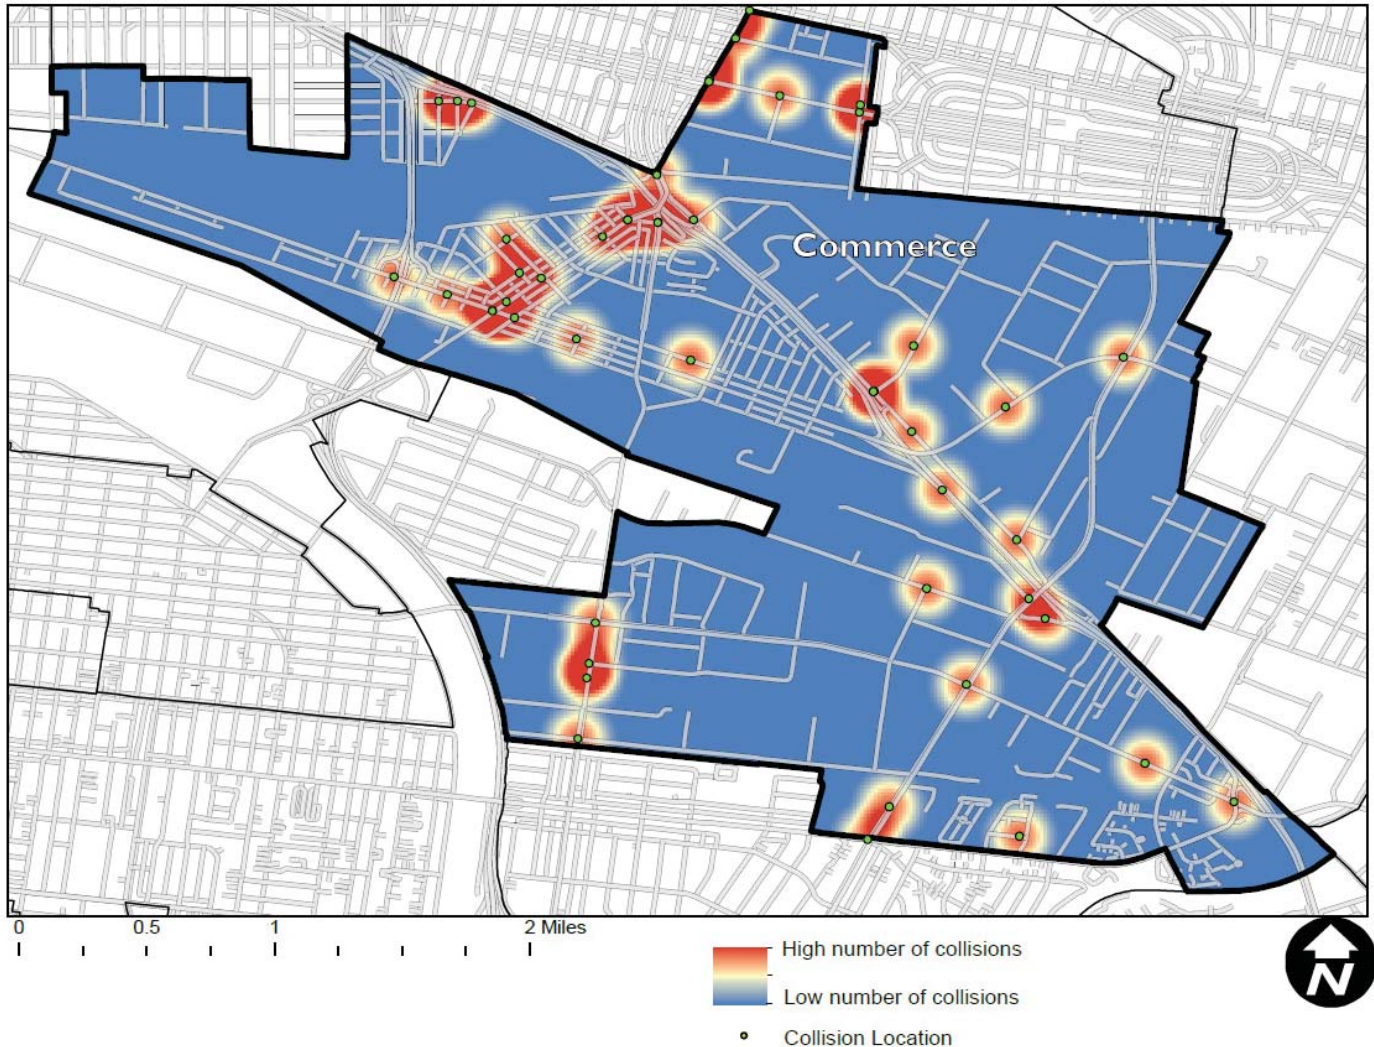 Commerce
0 0.5 1 2 Miles
High number of collisions
Low number of collisions
Collision Location
N